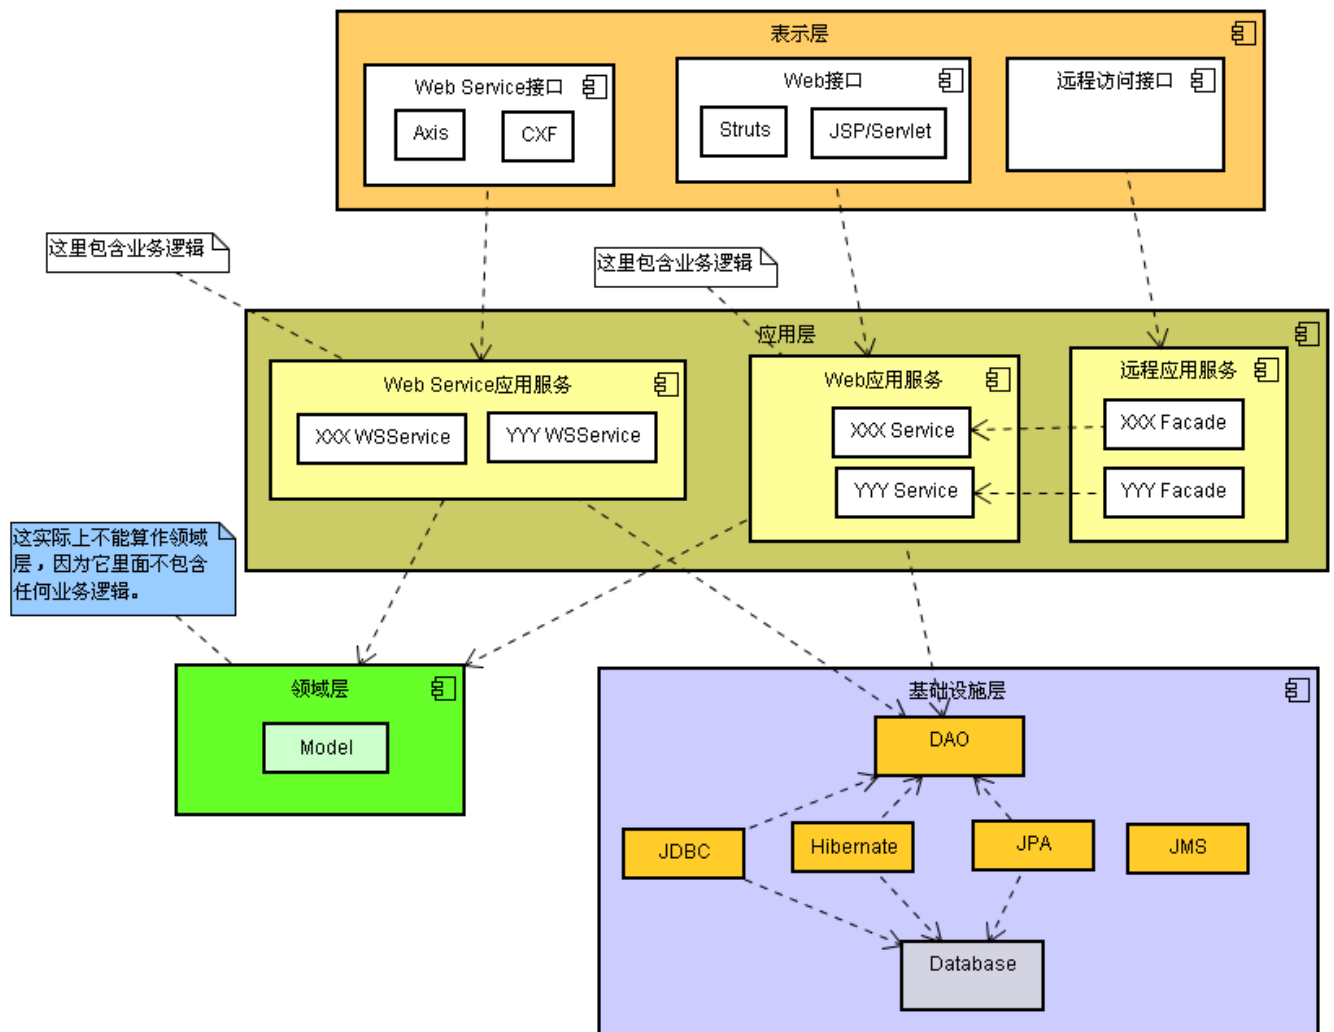 表示层
Web Service接口
Web接口
远程访问接口
Axis
CXF
Struts
JSP/Servlet
这里包含业务逻辑
这里包含业务逻辑
应用层
Web Service应用服务
Web应用服务
远程应用服务
XXX WSService
YYY WSService
XXX Service
XXX Facade
YYY Service
YYY Facade
这实际上不能算作领域
层，因为它里面不包含
任何业务逻辑。
领域层
Model
基础设施层
DAO
JDBC
Hibernate
JPA
JMS
Database